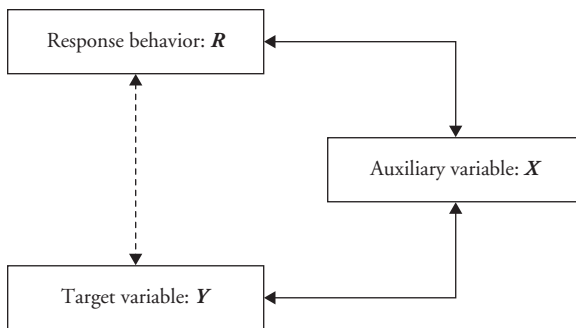 Response behavior: R
Auxiliary variable: X
Target variable: Y